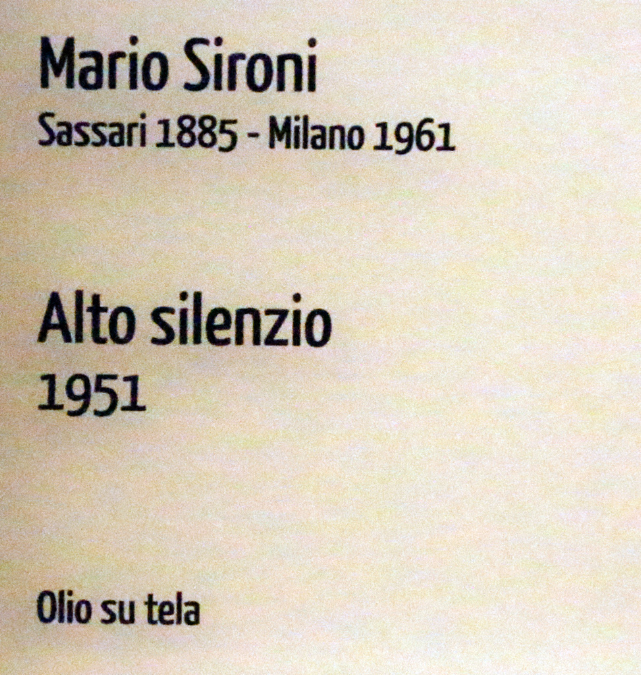 Mario Sironi
Sassari 1885 - Milano 1961
Alto silenzio
1951
Olio su tela